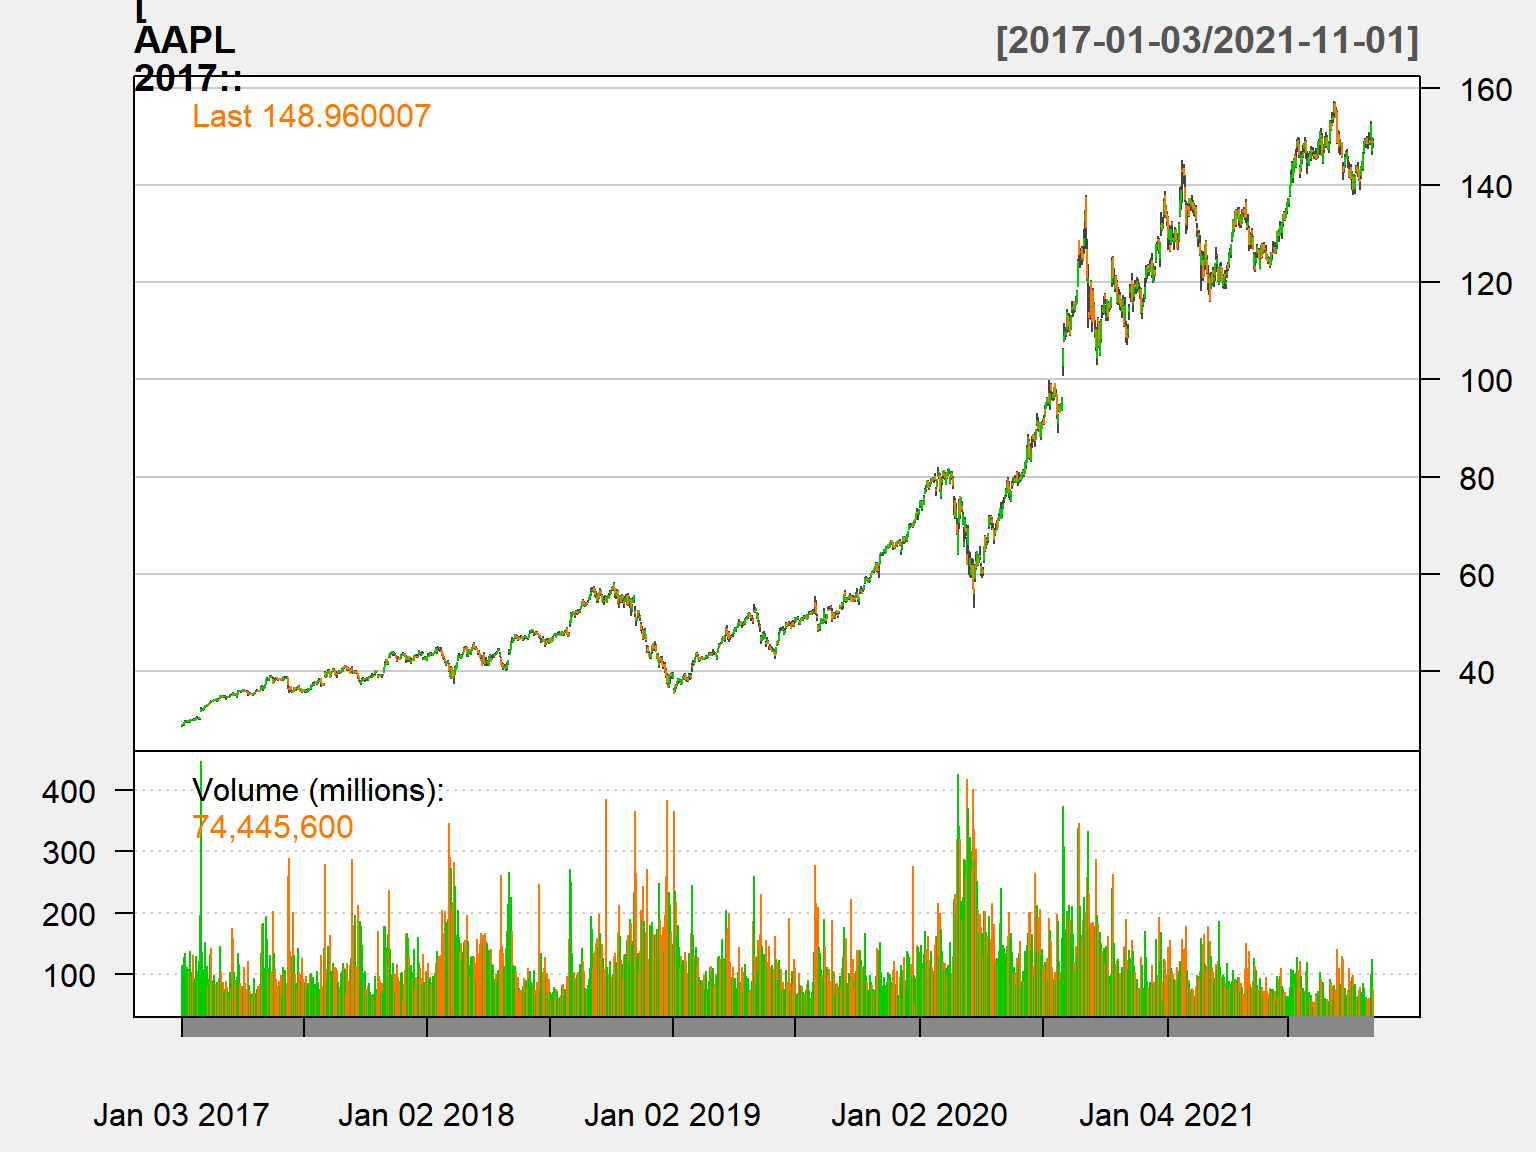 [
AAPL
2017::
[2017-01-03/2021-11-01]
Last 148.960007
160
140
120
100
80
60
40
Volume (millions):
74,445,600
400
300
200
100
Jan 03 2017
Jan 02 2018
Jan 02 2019
Jan 02 2020
Jan 04 2021